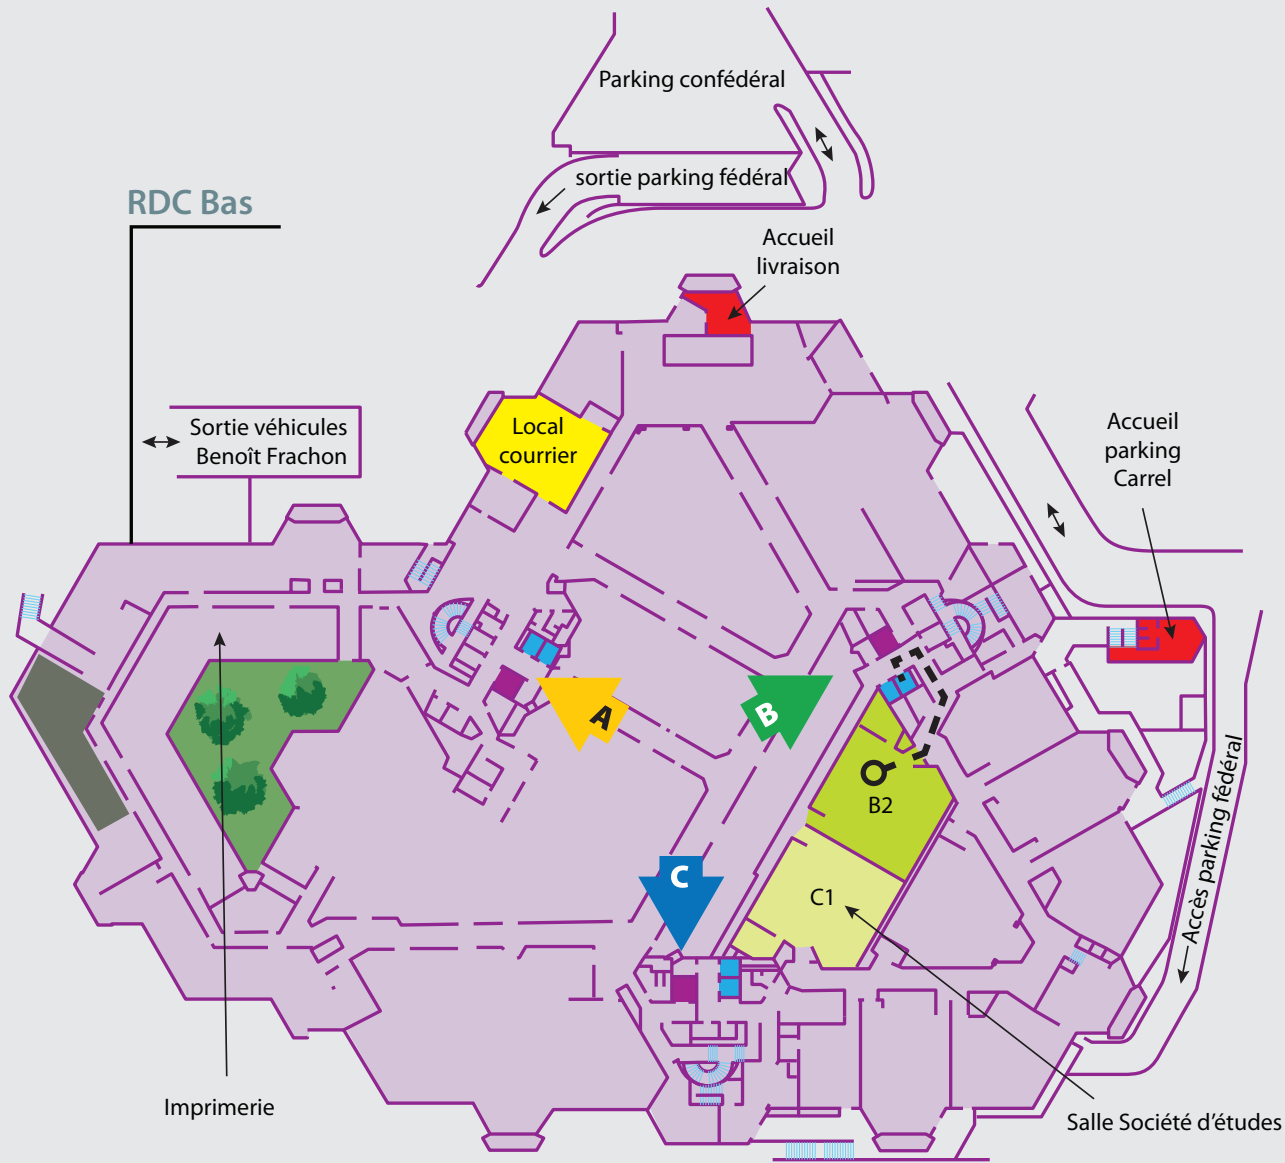 Parking confédéral
sortie parking fédéral
RDC Bas
Accueil
livraison
Sortie véhicules
Benoît Frachon
Local
courrier
Accueil
parking
Carrel
A
B
B2
C
C1
Accès parking fédéral
Imprimerie
Salle Société d'études